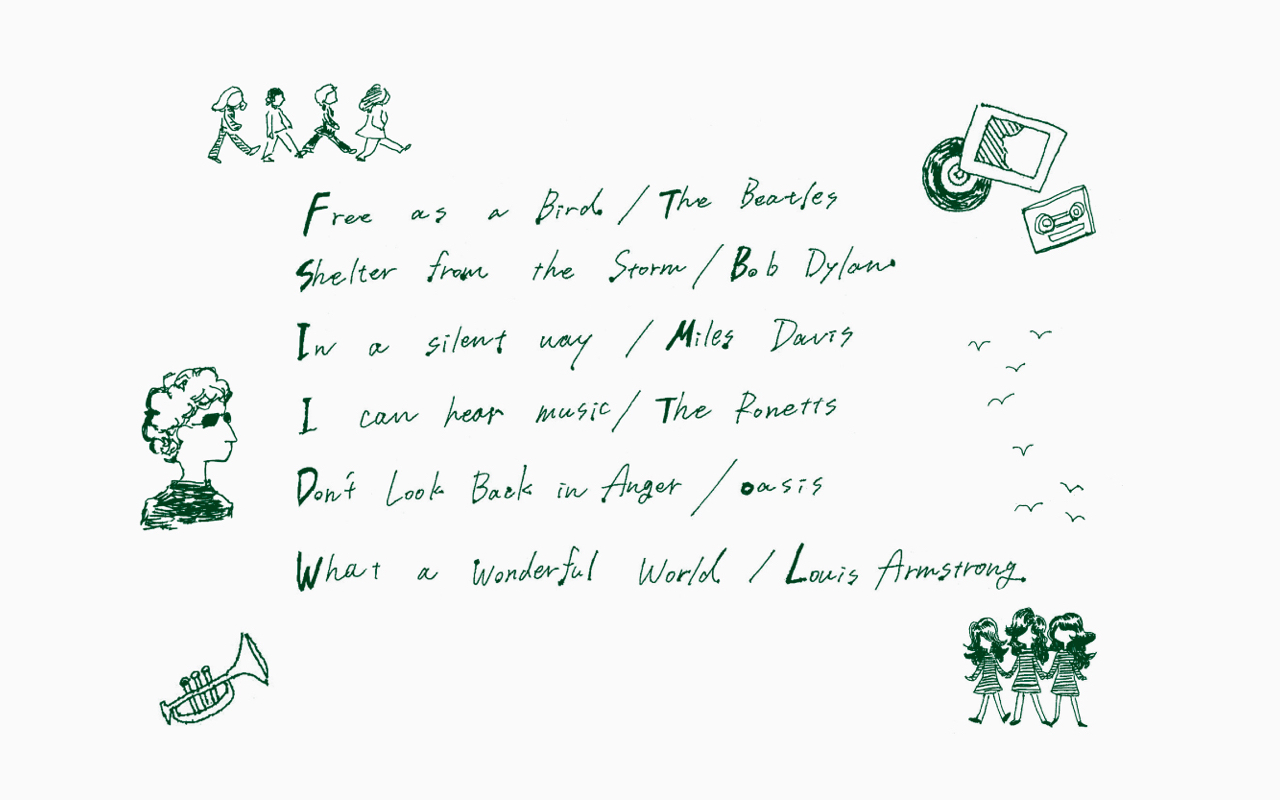 Free as a Bird / The Beatles
Shelter from the Storm / Bob Dylan
In a silent way / Miles Davis
I can hear music / The Ronetts
Don't Look Back in Anger / oasis
What a Wonderful World / Louis Armstrong